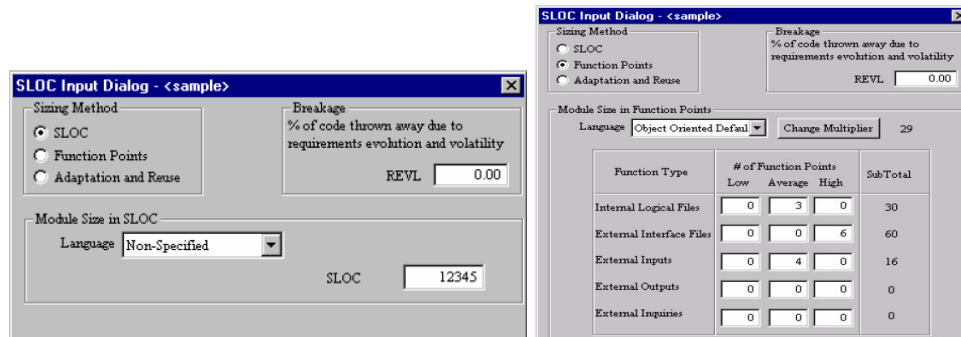 SLOC Input Dialog - <sample>
Sizing Method
SLOC
Function Points
Adaptation and Reuse
Breakage
% of code thrown away due to
requirements evolution and volatility
REVL 0.00
Module Size in SLOC
Language Non-Specified
SLOC 12345
SLOC Input Dialog - <sample>
Sizing Method
SLOC
Function Points
Adaptation and Reuse
Breakage
% of code thrown away due to
requirements evolution and volatility
REVL 0.00
Module Size in Function Points
Language Object Oriented Defaul Change Multiplier 29
Function Type # of Function Points SubTotal
Low Average High
Internal Logical Files 0 3 0 30
External Interface Files 0 0 6 60
External Inputs 0 4 0 16
External Outputs 0 0 0 0
External Inquiries 0 0 0 0